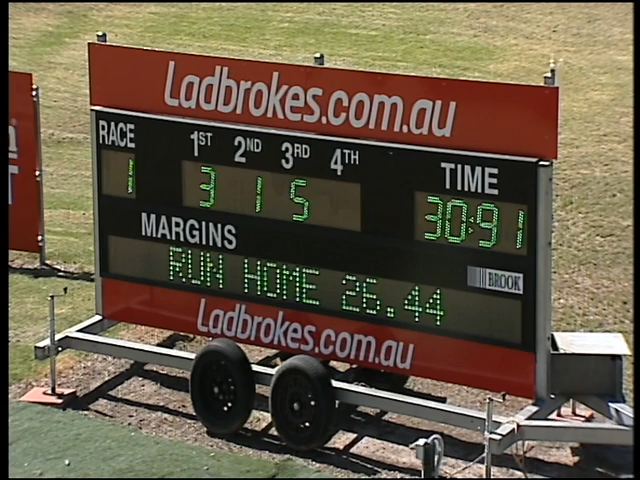 Ladbrokes.com.au
RACE 1ST 2ND 3RD 4TH TIME
1 3 1 5 30:91
MARGINS
BROOK
RUN HOME 26.44
Ladbrokes.com.au